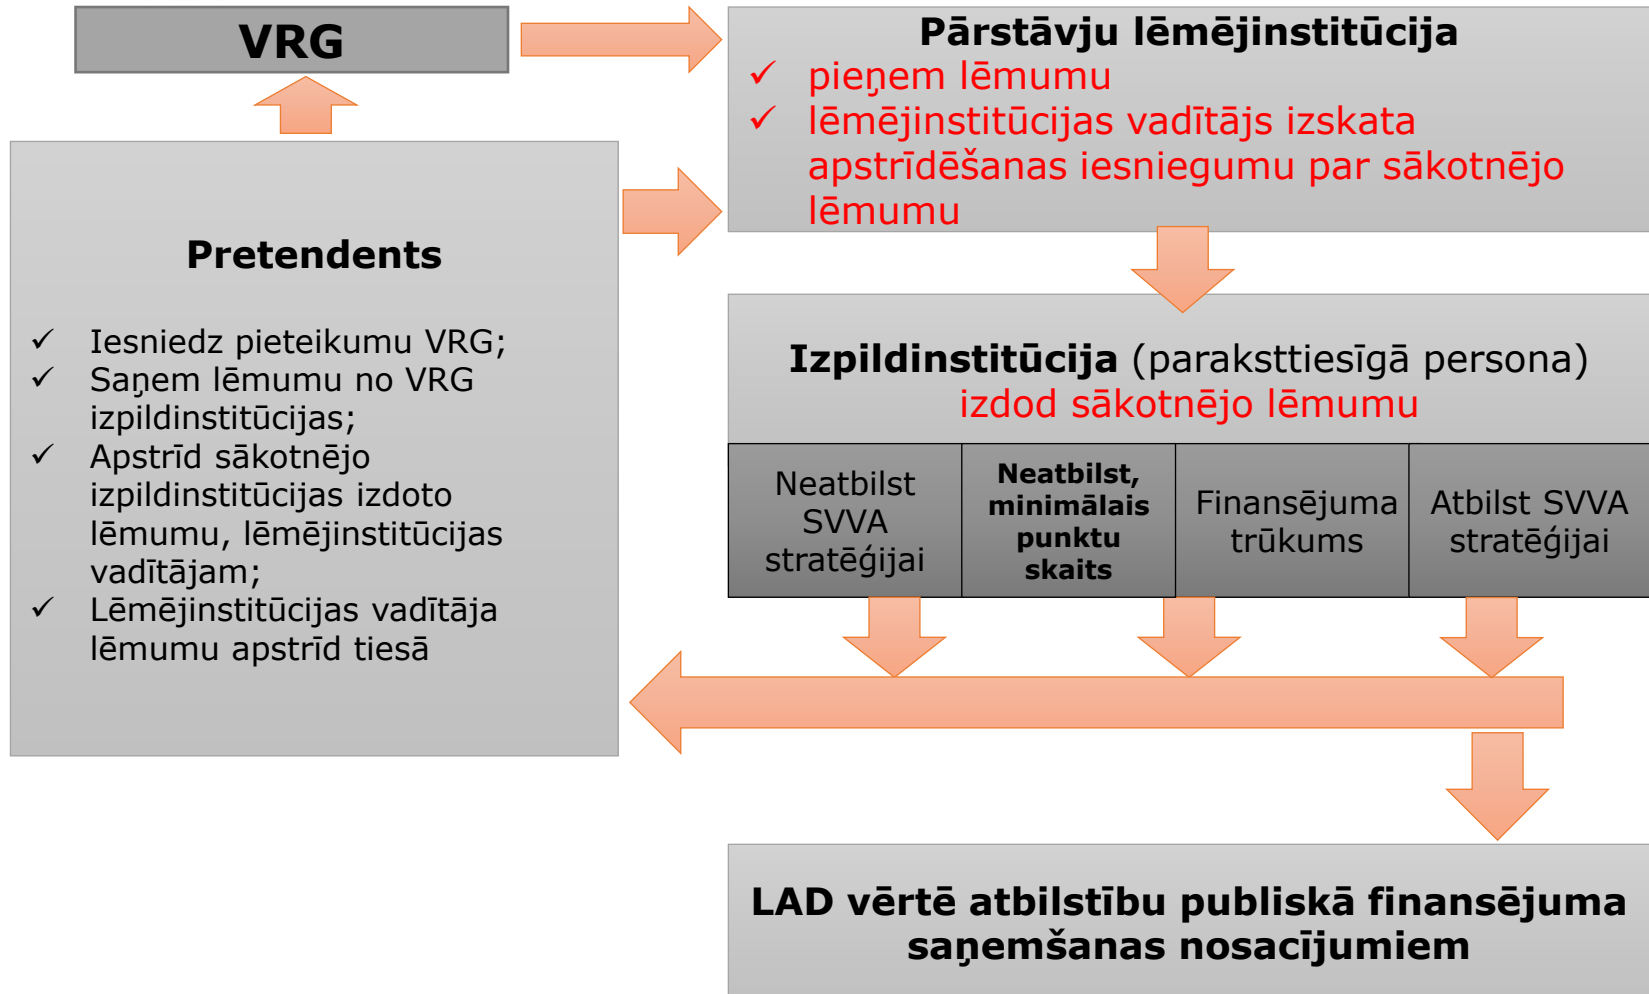 VRG
Pārstāvju lēmējinstitūcija
✓ pieņem lēmumu
✓ lēmējinstitūcijas vadītājs izskata
apstrīdēšanas iesniegumu par sākotnējo
lēmumu
Pretendents
✓ Iesniedz pieteikumu VRG;
✓ Saņem lēmumu no VRG
izpildinstitūcijas;
✓ Apstrīd sākotnējo
izpildinstitūcijas izdoto
lēmumu, lēmējinstitūcijas
vadītājam;
✓ Lēmējinstitūcijas vadītāja
lēmumu apstrīd tiesā
Izpildinstitūcija (paraksttiesīgā persona)
izdod sākotnējo lēmumu
Neatbilst
SVVA
stratēģijai
Neatbilst,
minimālais
punktu
skaits
Finansējuma
trūkums
Atbilst SVVA
stratēģijai
LAD vērtē atbilstību publiskā finansējuma
saņemšanas nosacījumiem